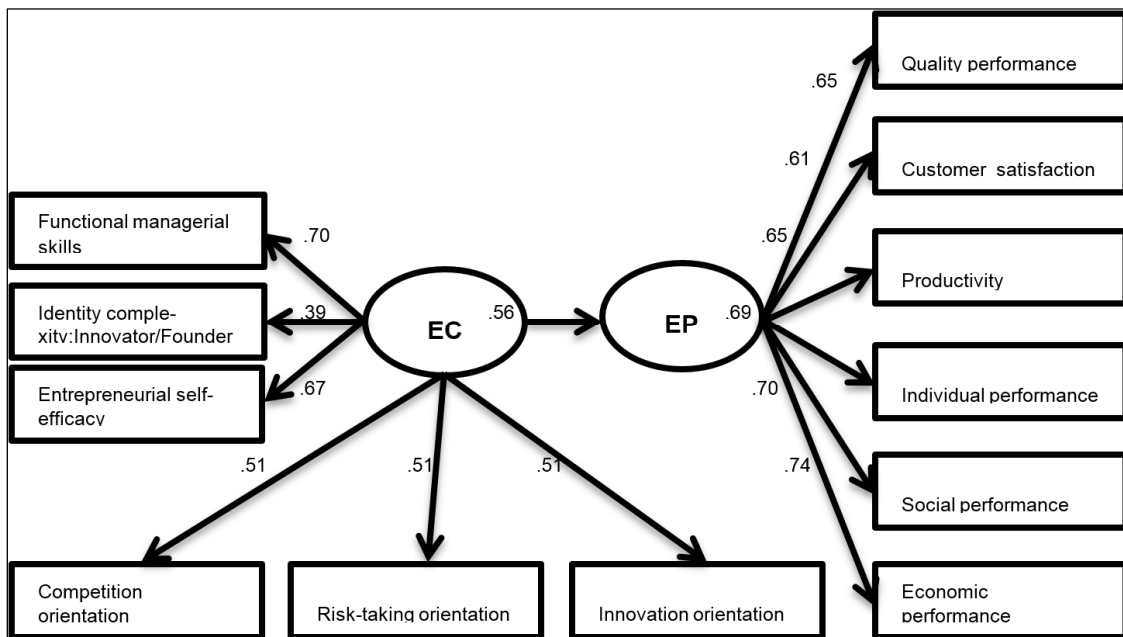 Quality performance
.65
.61
Customer  satisfaction
Functional managerial
skills
.70
.65
Productivity
Identity comple-
xitv:Innovator/Founder
.39
EC
.56
EP
.69
Entrepreneurial self-
efficacy
.67
.70
Individual performance
.51
.51
.51
.74
Social performance
Competition
orientation
Risk-taking orientation
Innovation orientation
Economic
performance